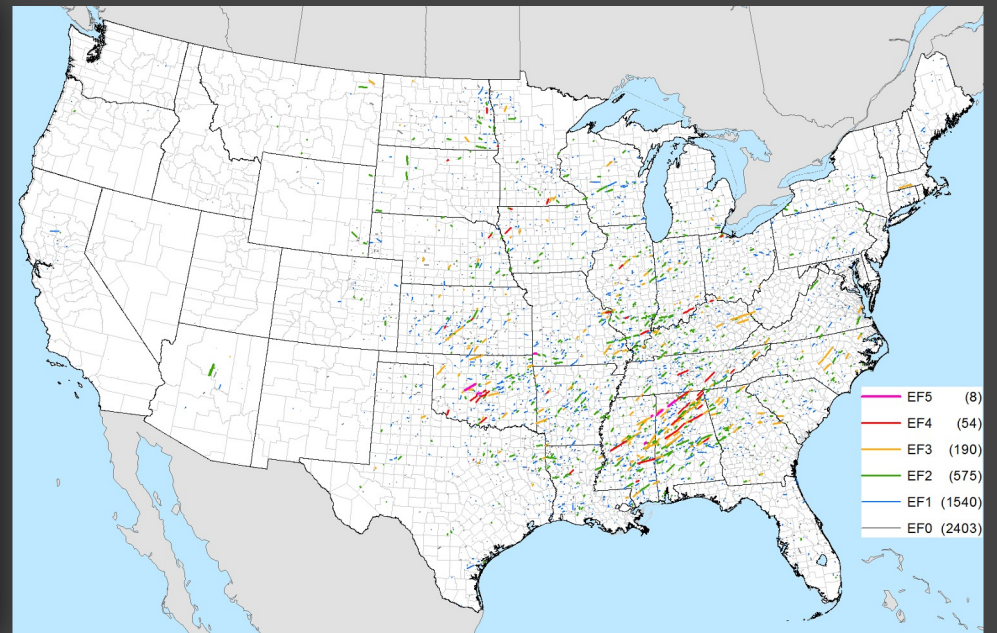 EF5 (8)
EF4 (54)
EF3 (190)
EF2 (575)
EF1 (1540)
EF0 (2403)